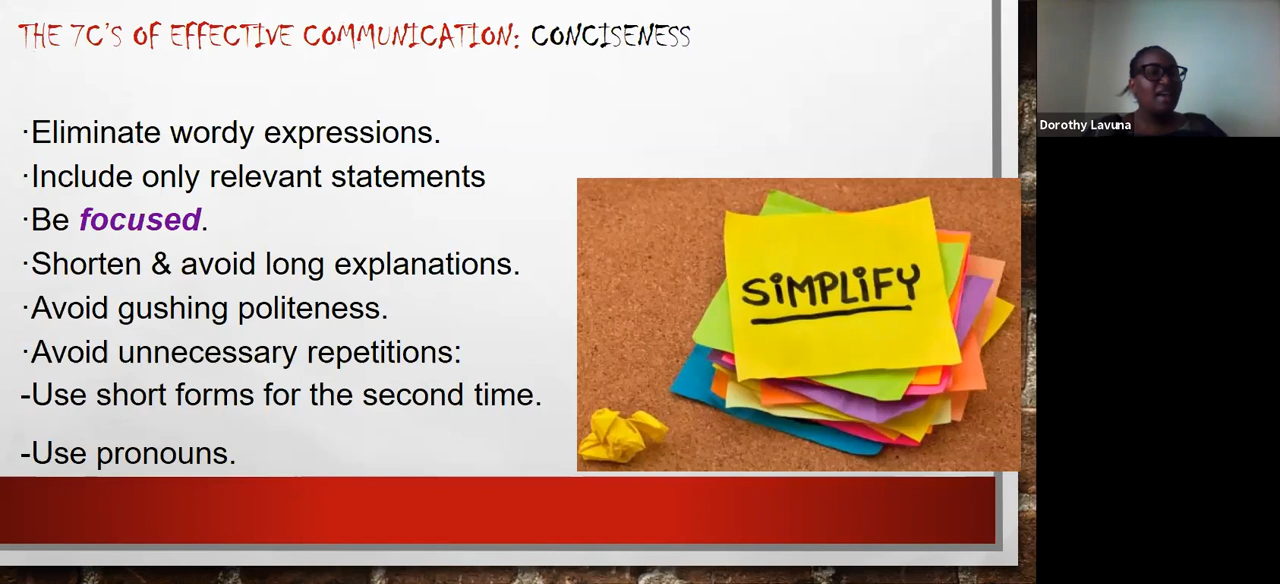 THE 7C'S OF EFFECTIVE COMMUNICATION: CONCISENESS
·Eliminate wordy expressions.
·Include only relevant statements
·Be focused.
·Shorten & avoid long explanations.
·Avoid gushing politeness.
·Avoid unnecessary repetitions:
-Use short forms for the second time.
-Use pronouns.
SiMPLiFY
Dorothy Lavuna